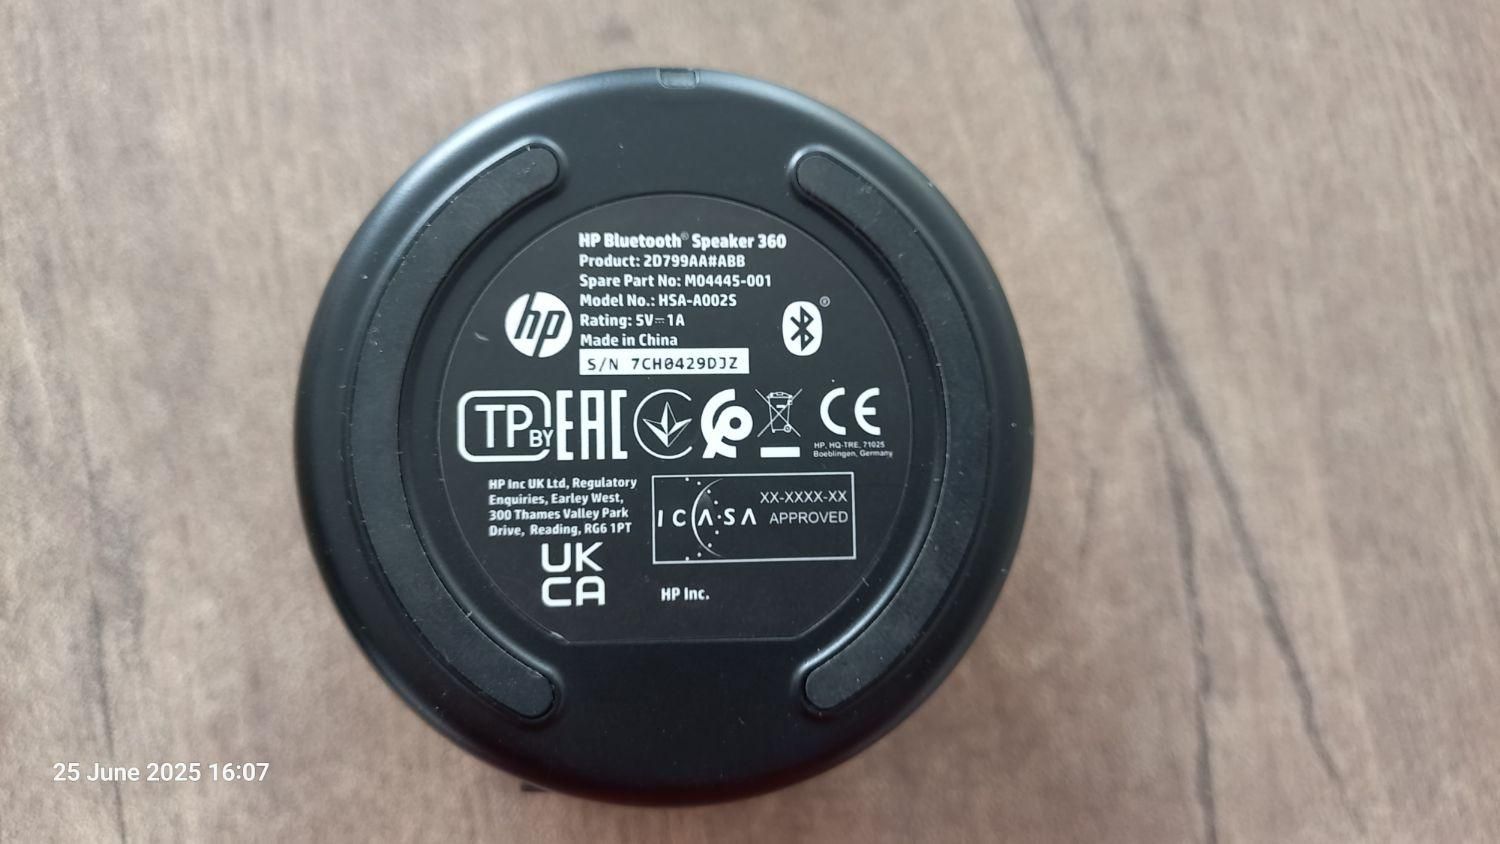 HP Bluetooth® Speaker 360
Product: 2D799AA#ABB
Spare Part No: M04445-001
Model No.: HSA-A002S
Rating: 5V⎓1A
Made in China
S/N 7CH0429DJZ
hp
®
TP BY
EAC
CE
HP, HQ-TRE, 71025
Boeblingen, Germany
HP Inc UK Ltd, Regulatory
Enquiries, Earley West,
300 Thames Valley Park
Drive, Reading, RG6 1PT
UK
CA
ICASA
XX-XXXX-XX
APPROVED
HP Inc.
25 June 2025 16:07